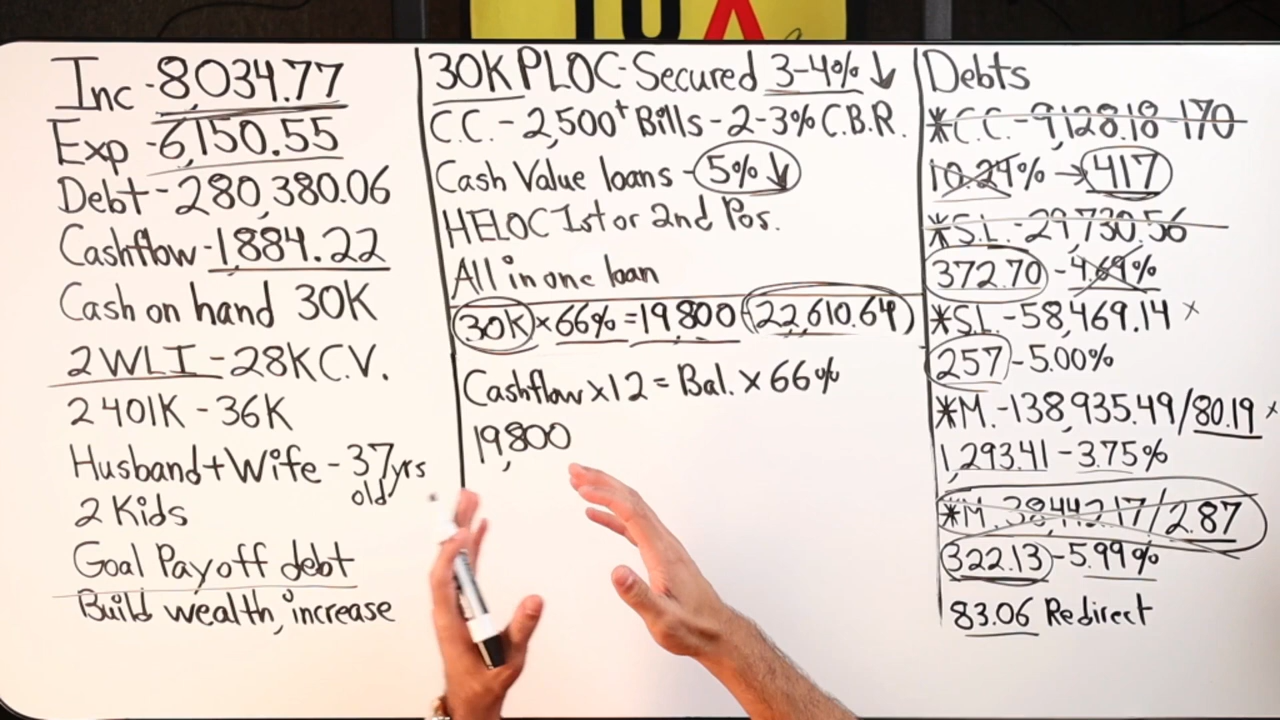 Inc - 8,034.77
Exp - 6,150.55
Debt - 280,380.06
Cashflow - 1,884.22
Cash on hand 30K
2 WLI - 28K C.V.
2 401K - 36K
Husband + Wife - 37yrs old
2 Kids
Goal Payoff debt
Build wealth, increase
30K PLOC - Secured 3-4% ↓
C.C. - 2,500+ Bills - 2-3% C.B.R.
Cash Value loans - 5% ↓
HELOC 1st or 2nd Pos.
All in one loan
30K × 66% = 19,800 - 22,610.64
Cashflow x 12 = Bal. x 66%
19,800
Debts
*C.C. - 9,128.18 - 170
10.24% → 417
*S.L. - 29,730.56
372.70 - 4.69%
*S.L. - 58,469.14 ×
257 - 5.00%
*M. - 138,935.49 / 80.19 ×
1,293.41 - 3.75%
*M. 38,442.17 / 2.87
322.13 - 5.99%
83.06 Redirect